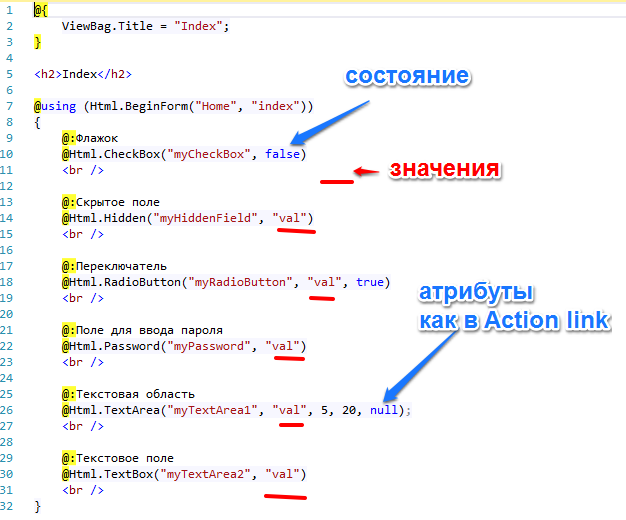 1 @{
2 ViewBag.Title = "Index";
3 }
4
5 <h2>Index</h2>
состояние
6
7 @using (Html.BeginForm("Home", "index"))
8 {
9 @:Флажок
10 @Html.CheckBox("myCheckBox", false)
11 <br />
значения
12
13 @:Скрытое поле
14 @Html.Hidden("myHiddenField", "val")
15 <br />
16
17 @:Переключатель
18 @Html.RadioButton("myRadioButton", "val", true)
19 <br />
атрибуты
как в Action link
20
21 @:Поле для ввода пароля
22 @Html.Password("myPassword", "val")
23 <br />
24
25 @:Текстовая область
26 @Html.TextArea("myTextArea1", "val", 5, 20, null);
27 <br />
28
29 @:Текстовое поле
30 @Html.TextBox("myTextArea2", "val")
31 <br />
32 }